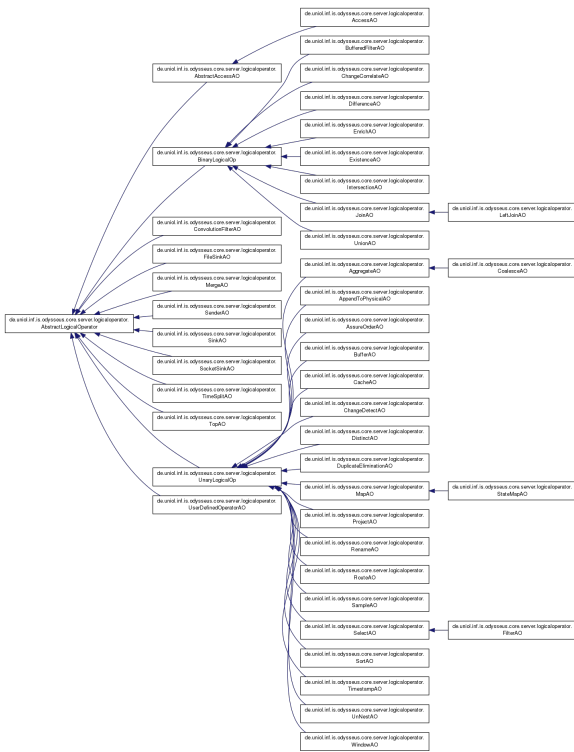 de.uniol.inf.is.odysseus.core.server.logicaloperator.
AccessAO
de.uniol.inf.is.odysseus.core.server.logicaloperator.
BufferedFilterAO
de.uniol.inf.is.odysseus.core.server.logicaloperator.
AbstractAccessAO
de.uniol.inf.is.odysseus.core.server.logicaloperator.
ChangeCorrelateAO
de.uniol.inf.is.odysseus.core.server.logicaloperator.
DifferenceAO
de.uniol.inf.is.odysseus.core.server.logicaloperator.
EnrichAO
de.uniol.inf.is.odysseus.core.server.logicaloperator.
BinaryLogicalOp
de.uniol.inf.is.odysseus.core.server.logicaloperator.
ExistenceAO
de.uniol.inf.is.odysseus.core.server.logicaloperator.
IntersectionAO
de.uniol.inf.is.odysseus.core.server.logicaloperator.
JoinAO
de.uniol.inf.is.odysseus.core.server.logicaloperator.
LeftJoinAO
de.uniol.inf.is.odysseus.core.server.logicaloperator.
ConvolutionFilterAO
de.uniol.inf.is.odysseus.core.server.logicaloperator.
UnionAO
de.uniol.inf.is.odysseus.core.server.logicaloperator.
FileSinkAO
de.uniol.inf.is.odysseus.core.server.logicaloperator.
AggregateAO
de.uniol.inf.is.odysseus.core.server.logicaloperator.
CoalesceAO
de.uniol.inf.is.odysseus.core.server.logicaloperator.
MergeAO
de.uniol.inf.is.odysseus.core.server.logicaloperator.
AppendToPhysicalAO
de.uniol.inf.is.odysseus.core.server.logicaloperator.
SenderAO
de.uniol.inf.is.odysseus.core.server.logicaloperator.
AbstractLogicalOperator
de.uniol.inf.is.odysseus.core.server.logicaloperator.
AssureOrderAO
de.uniol.inf.is.odysseus.core.server.logicaloperator.
SinkAO
de.uniol.inf.is.odysseus.core.server.logicaloperator.
BufferAO
de.uniol.inf.is.odysseus.core.server.logicaloperator.
SocketSinkAO
de.uniol.inf.is.odysseus.core.server.logicaloperator.
CacheAO
de.uniol.inf.is.odysseus.core.server.logicaloperator.
TimeSplitAO
de.uniol.inf.is.odysseus.core.server.logicaloperator.
ChangeDetectAO
de.uniol.inf.is.odysseus.core.server.logicaloperator.
TopAO
de.uniol.inf.is.odysseus.core.server.logicaloperator.
DistinctAO
de.uniol.inf.is.odysseus.core.server.logicaloperator.
DuplicateEliminationAO
de.uniol.inf.is.odysseus.core.server.logicaloperator.
UnaryLogicalOp
de.uniol.inf.is.odysseus.core.server.logicaloperator.
MapAO
de.uniol.inf.is.odysseus.core.server.logicaloperator.
StateMapAO
de.uniol.inf.is.odysseus.core.server.logicaloperator.
UserDefinedOperatorAO
de.uniol.inf.is.odysseus.core.server.logicaloperator.
ProjectAO
de.uniol.inf.is.odysseus.core.server.logicaloperator.
RenameAO
de.uniol.inf.is.odysseus.core.server.logicaloperator.
RouteAO
de.uniol.inf.is.odysseus.core.server.logicaloperator.
SampleAO
de.uniol.inf.is.odysseus.core.server.logicaloperator.
SelectAO
de.uniol.inf.is.odysseus.core.server.logicaloperator.
FilterAO
de.uniol.inf.is.odysseus.core.server.logicaloperator.
SortAO
de.uniol.inf.is.odysseus.core.server.logicaloperator.
TimestampAO
de.uniol.inf.is.odysseus.core.server.logicaloperator.
UnNestAO
de.uniol.inf.is.odysseus.core.server.logicaloperator.
WindowAO